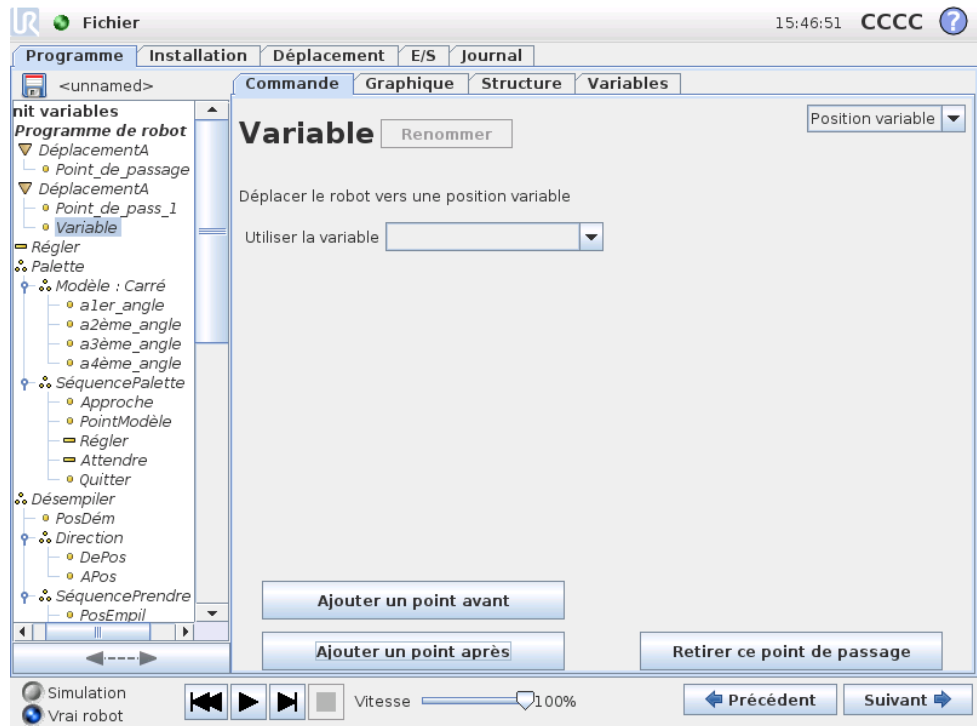 UR Fichier 15:46:51 CCCC ?
Programme Installation Déplacement E/S Journal
<unnamed>
Commande Graphique Structure Variables
nit variables
Programme de robot
DéplacementA
Point_de_passage
DéplacementA
Point_de_pass_1
Variable
Régler
Palette
Modèle : Carré
a1er_angle
a2ème_angle
a3ème_angle
a4ème_angle
SéquencePalette
Approche
PointModèle
Régler
Attendre
Quitter
Désempiler
PosDém
Direction
DePos
APos
SéquencePrendre
PosEmpil
Variable Renommer
Position variable
Déplacer le robot vers une position variable
Utiliser la variable
Ajouter un point avant
Ajouter un point après
Retirer ce point de passage
Simulation
Vrai robot
Vitesse 100%
Précédent
Suivant